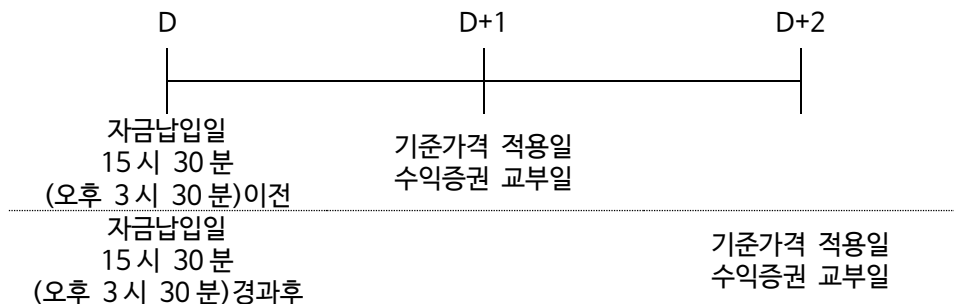 D D+1 D+2
자금납입일
15시 30분
(오후 3시 30분)이전
기준가격 적용일
수익증권 교부일
자금납입일
15시 30분
(오후 3시 30분)경과후
기준가격 적용일
수익증권 교부일